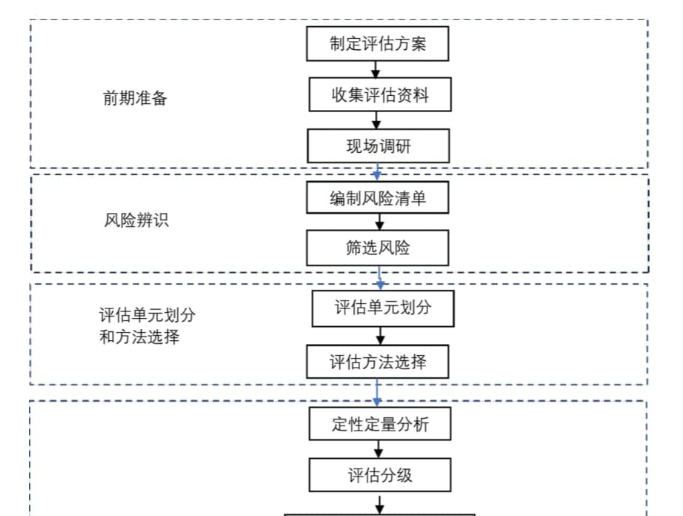 制定评估方案
前期准备
收集评估资料
现场调研
编制风险清单
风险辨识
筛选风险
评估单元划分
和方法选择
评估单元划分
评估方法选择
定性定量分析
评估分级